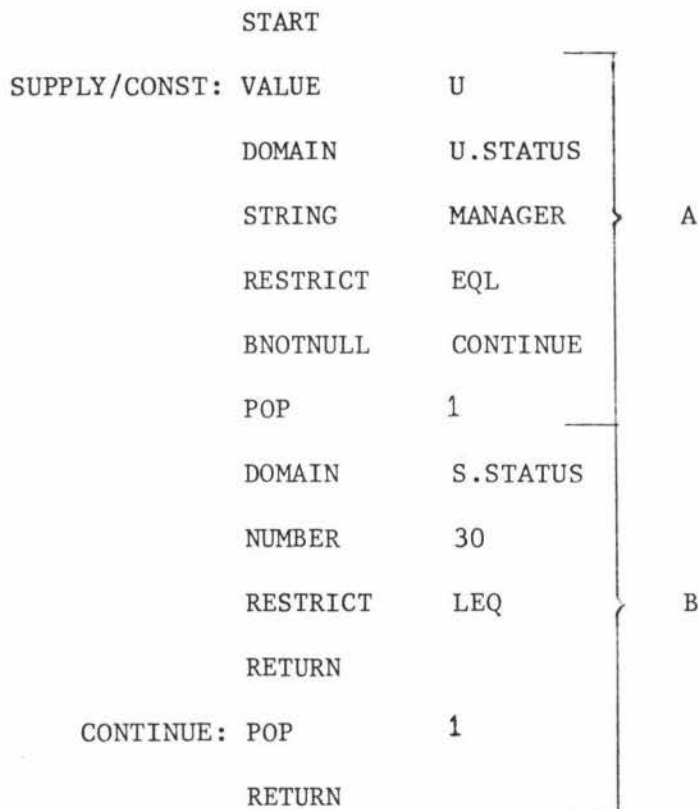 START
SUPPLY/CONST: VALUE U
DOMAIN U.STATUS
STRING MANAGER A
RESTRICT EQL
BNOTNULL CONTINUE
POP 1
DOMAIN S.STATUS
NUMBER 30
RESTRICT LEQ B
RETURN
CONTINUE: POP 1
RETURN